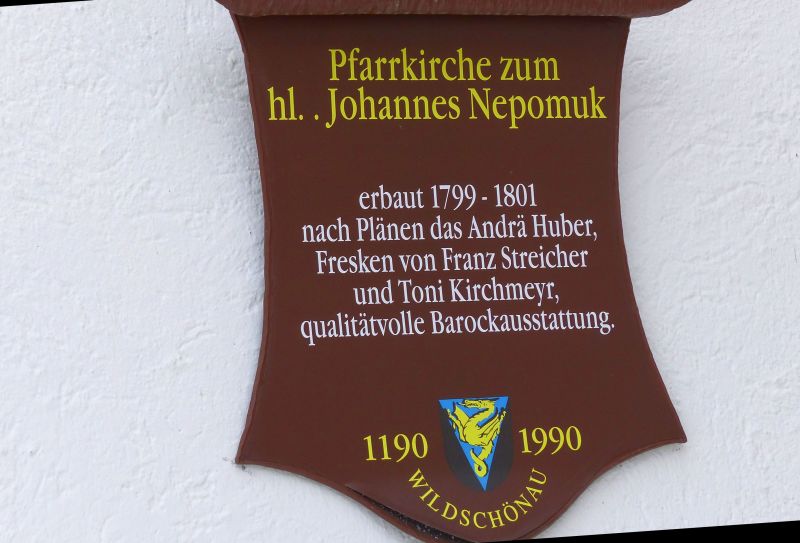 Pfarrkirche zum
hl. . Johannes Nepomuk
erbaut 1799 - 1801
nach Plänen das Andrä Huber,
Fresken von Franz Streicher
und Toni Kirchmeyr,
qualitätvolle Barockausstattung.
1190 1990
WILDSCHÖNAU